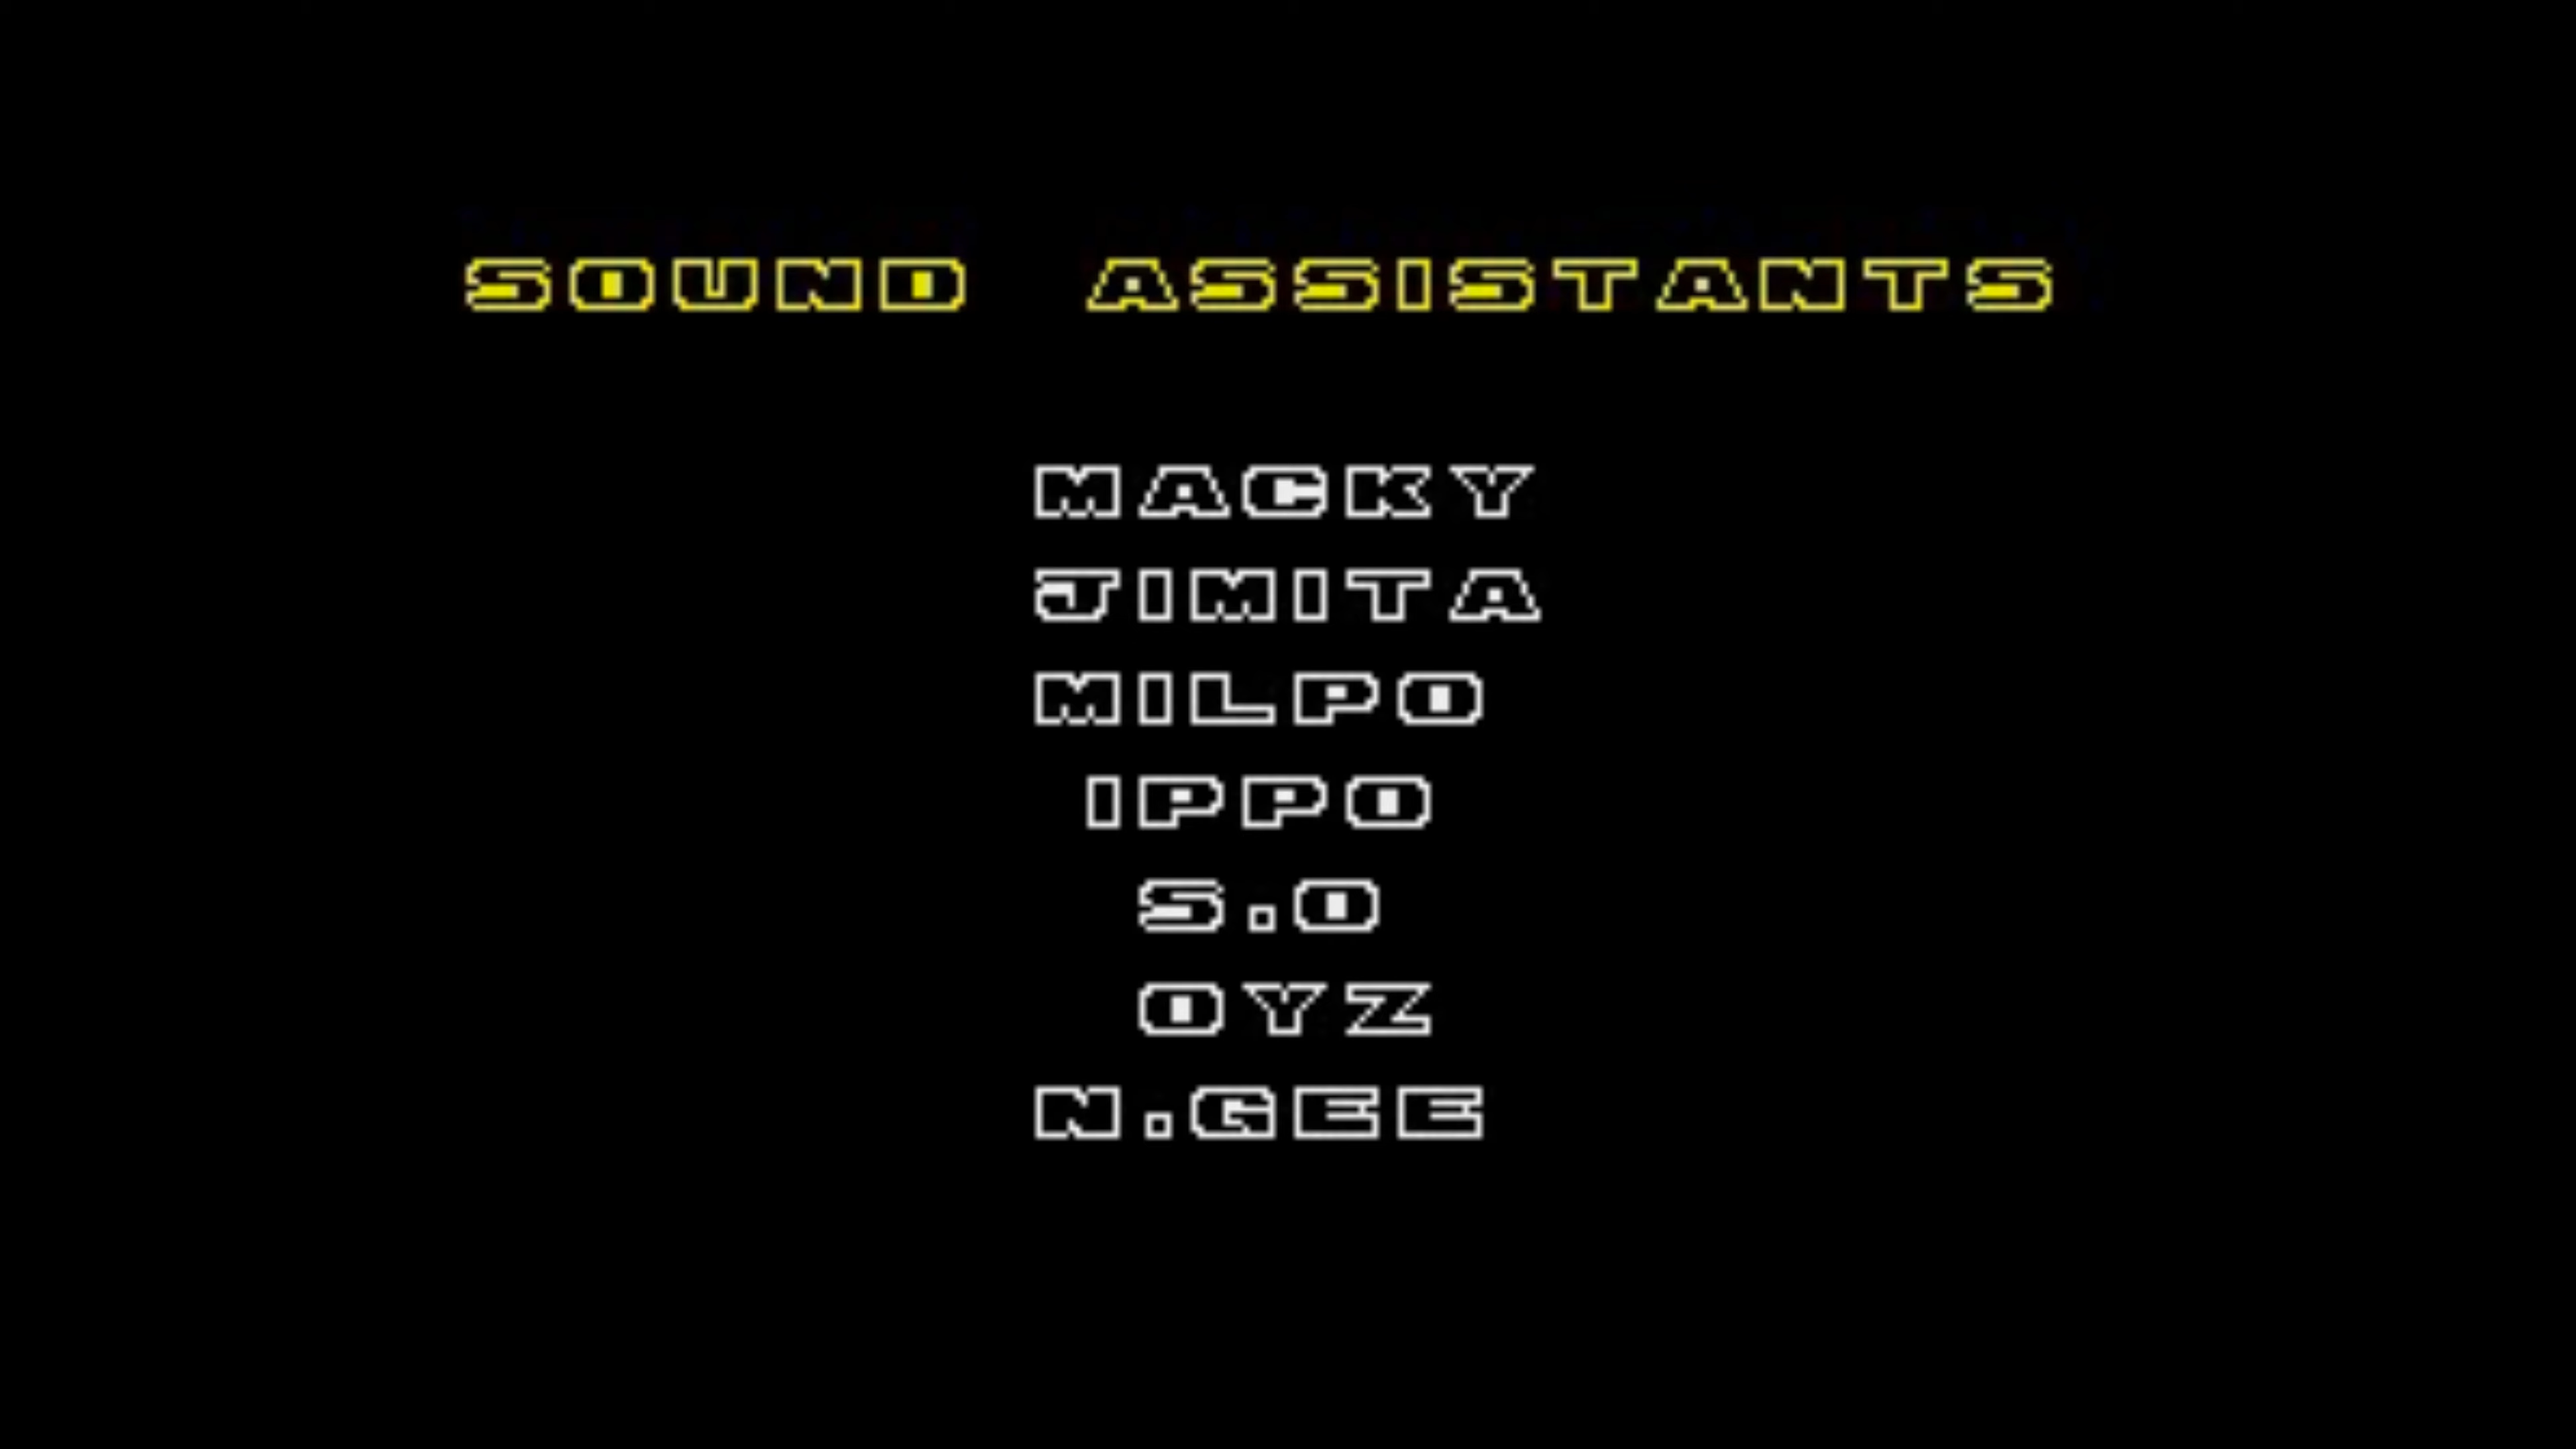 SOUND ASSISTANTS
MACKY
JIMITA
MILPO
IPPO
S.O
OYZ
N.GEE